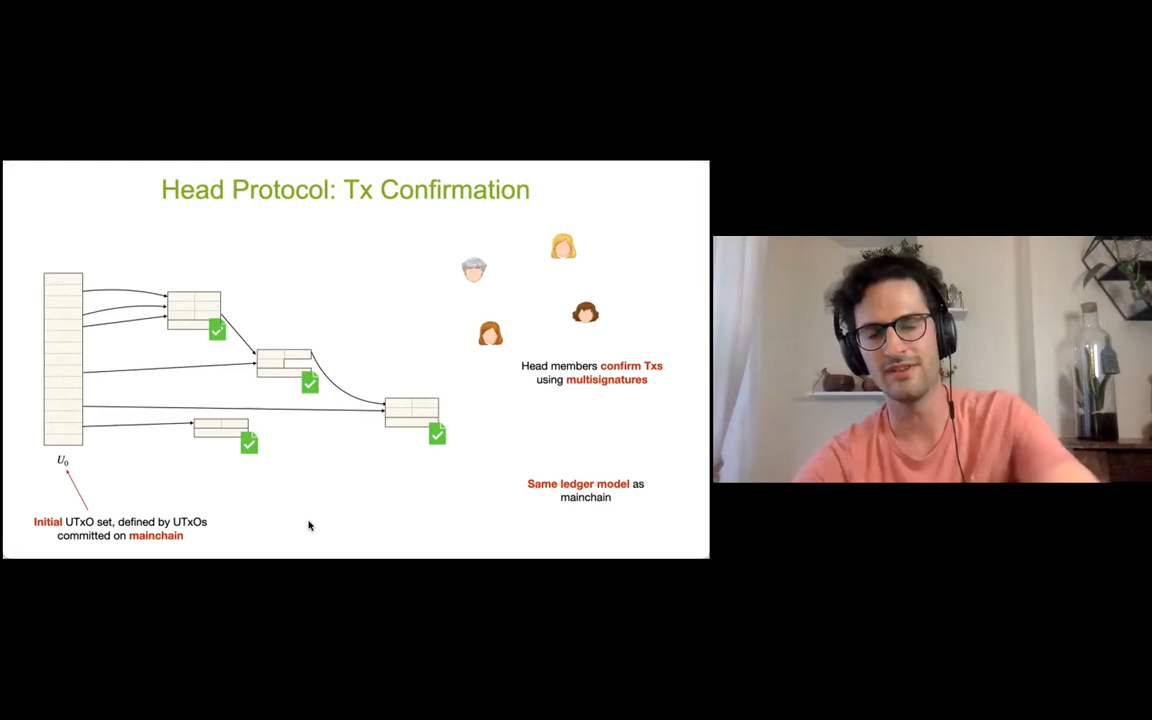 Head Protocol: Tx Confirmation
Head members confirm Txs
using multisignatures
U₀
Same ledger model as
mainchain
Initial UTxO set, defined by UTxOs
committed on mainchain